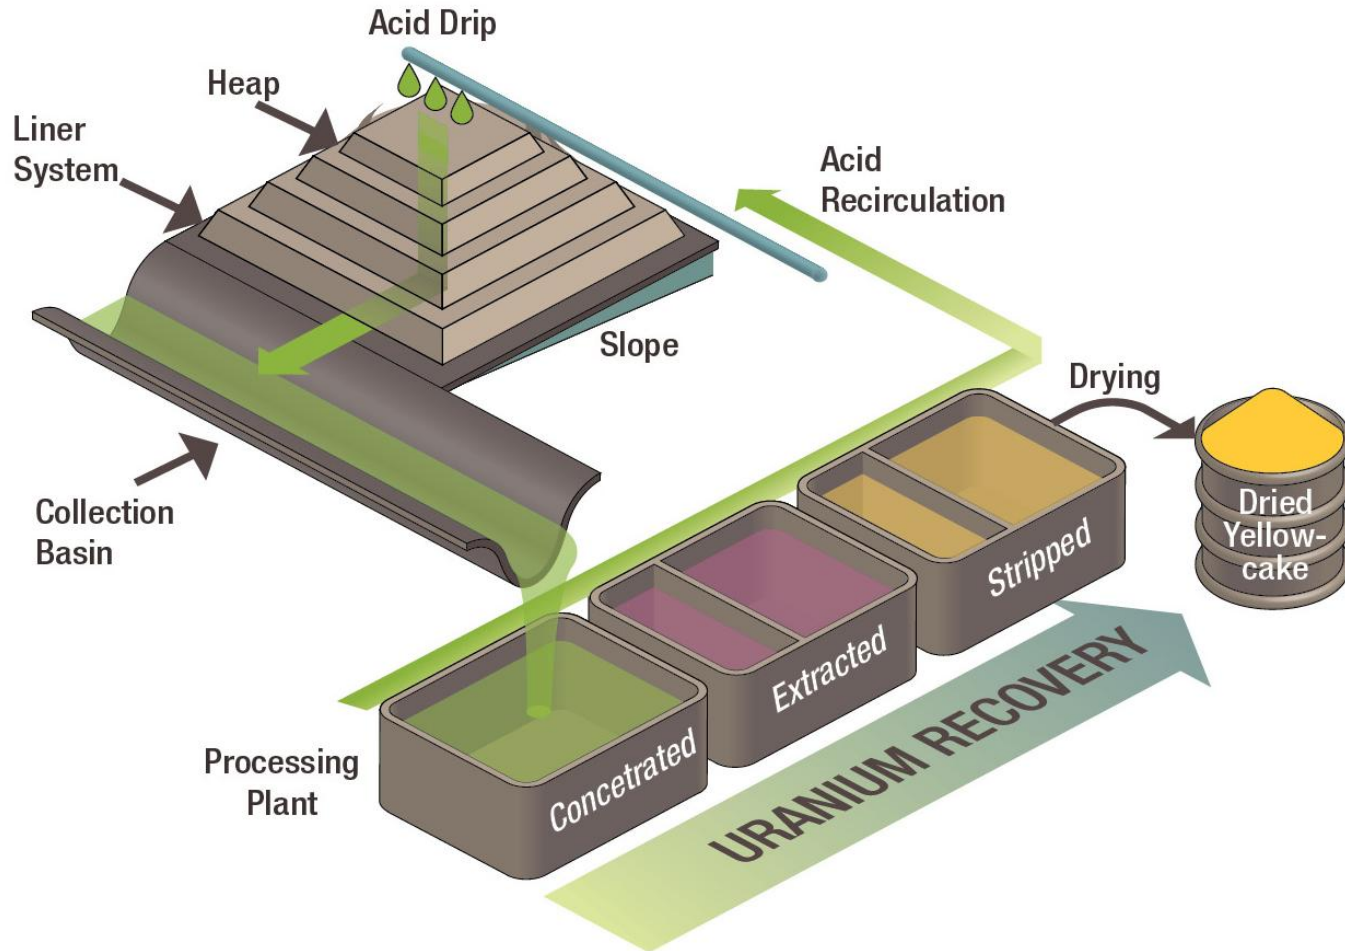 Acid Drip
Heap
Liner
System
Acid
Recirculation
Slope
Drying
Collection
Basin
Dried
Yellow-
cake
Stripped
Extracted
Concetrated
Processing
Plant
URANIUM RECOVERY